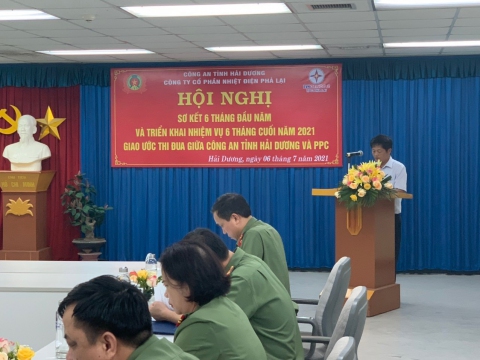 CÔNG AN TỈNH HẢI DƯƠNG
CÔNG TY CỔ PHẦN NHIỆT ĐIỆN PHẢ LẠI
HỘI NGHỊ
SƠ KẾT 6 THÁNG ĐẦU NĂM
VÀ TRIỂN KHAI NHIỆM VỤ 6 THÁNG CUỐI NĂM 2021
GIAO ƯỚC THI ĐUA GIỮA CÔNG AN TỈNH HẢI DƯƠNG VÀ PPC
Hải Dương, ngày 06 tháng 7 năm 2021